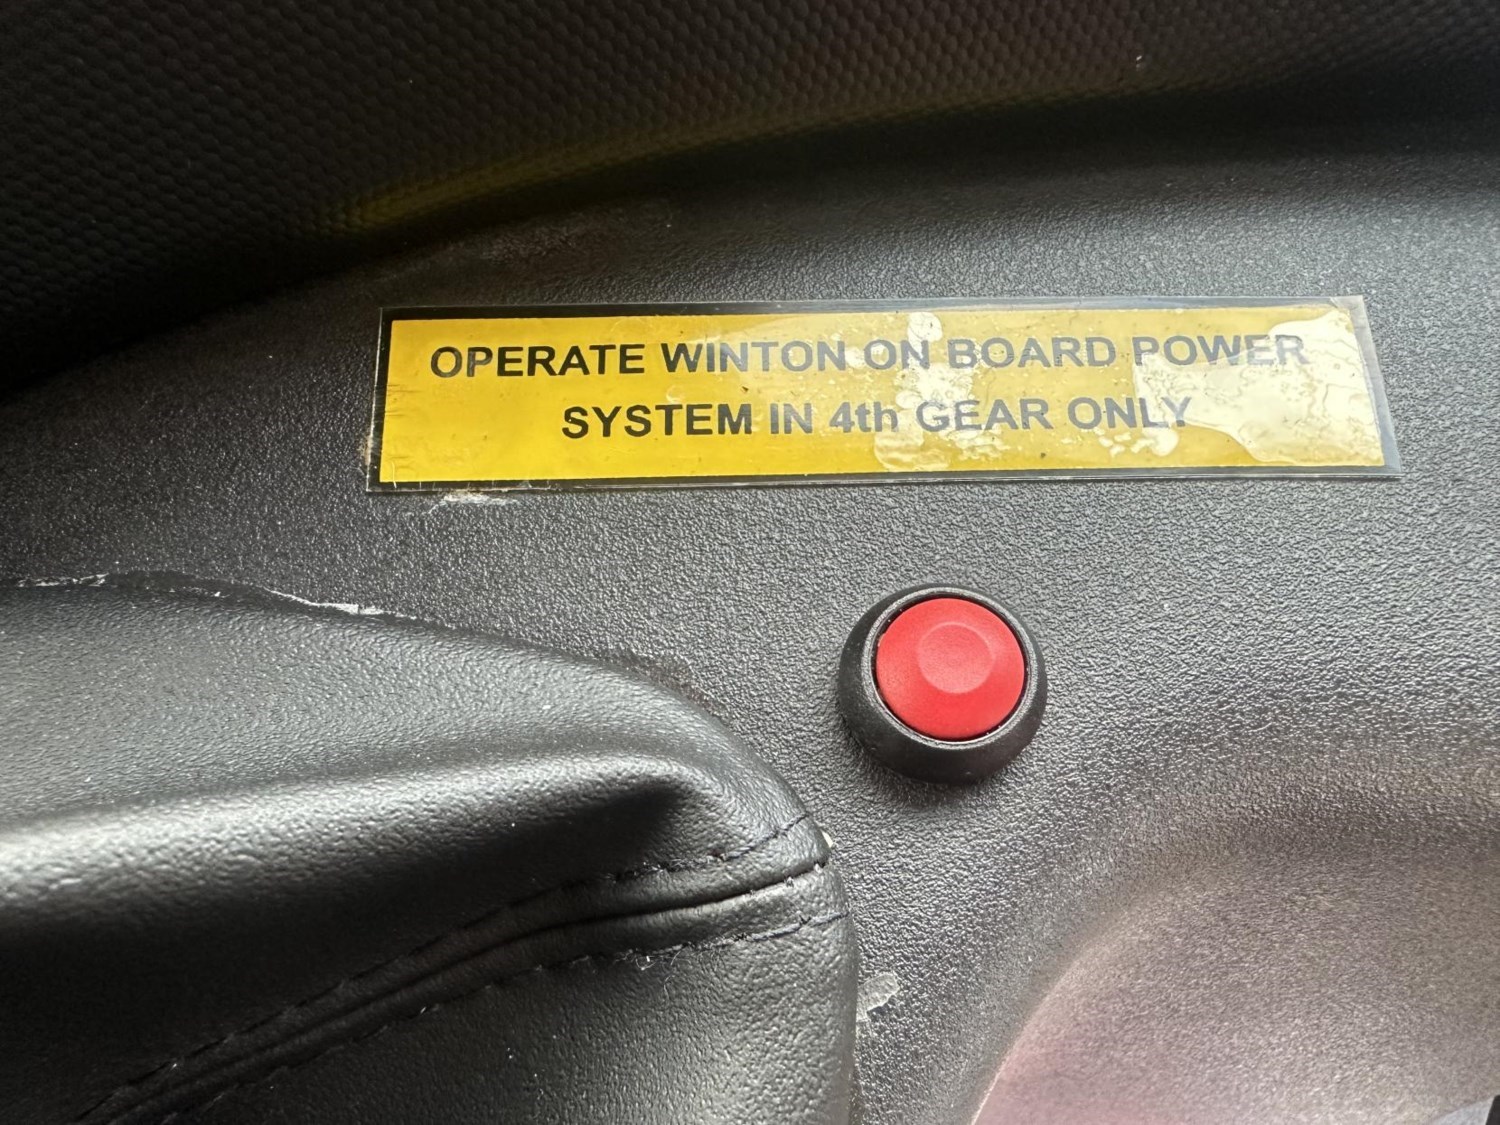 OPERATE WINTON ON BOARD POWER
SYSTEM IN 4th GEAR ONLY